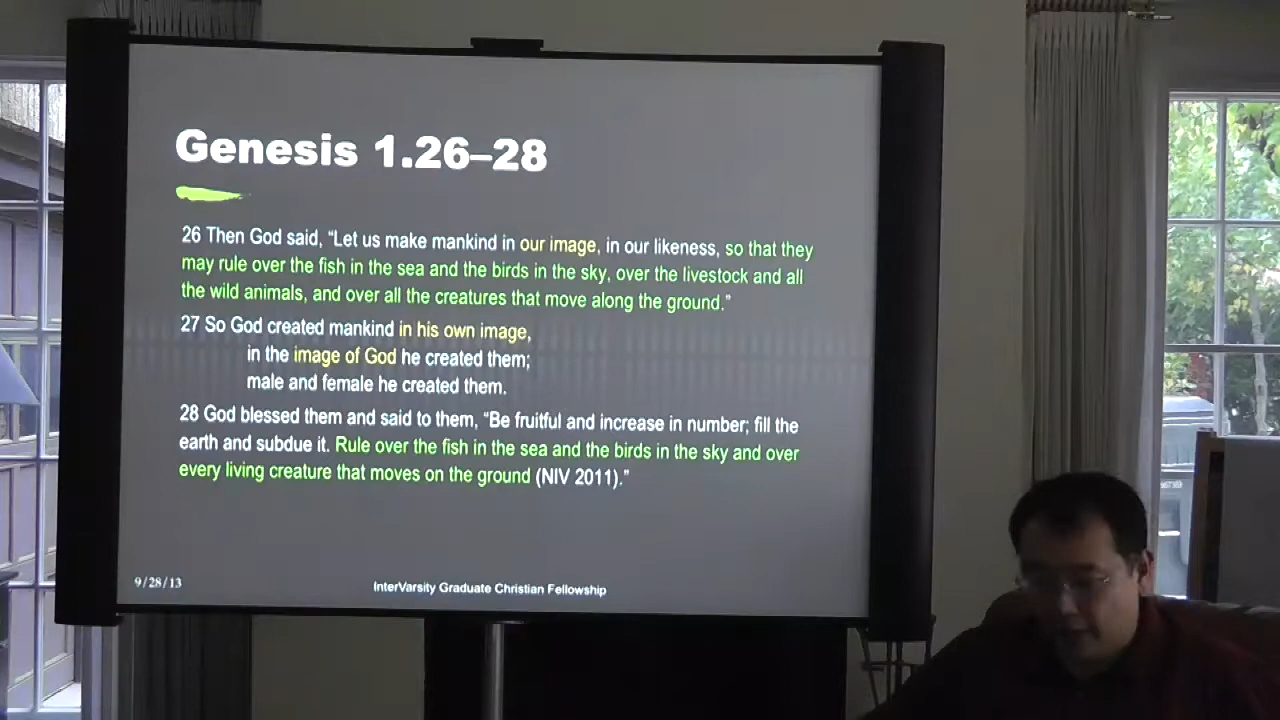 Genesis 1.26–28
26 Then God said, “Let us make mankind in our image, in our likeness, so that they
may rule over the fish in the sea and the birds in the sky, over the livestock and all
the wild animals, and over all the creatures that move along the ground.”
27 So God created mankind in his own image,
in the image of God he created them;
male and female he created them.
28 God blessed them and said to them, “Be fruitful and increase in number; fill the
earth and subdue it. Rule over the fish in the sea and the birds in the sky and over
every living creature that moves on the ground (NIV 2011).”
9/28/13
InterVarsity Graduate Christian Fellowship